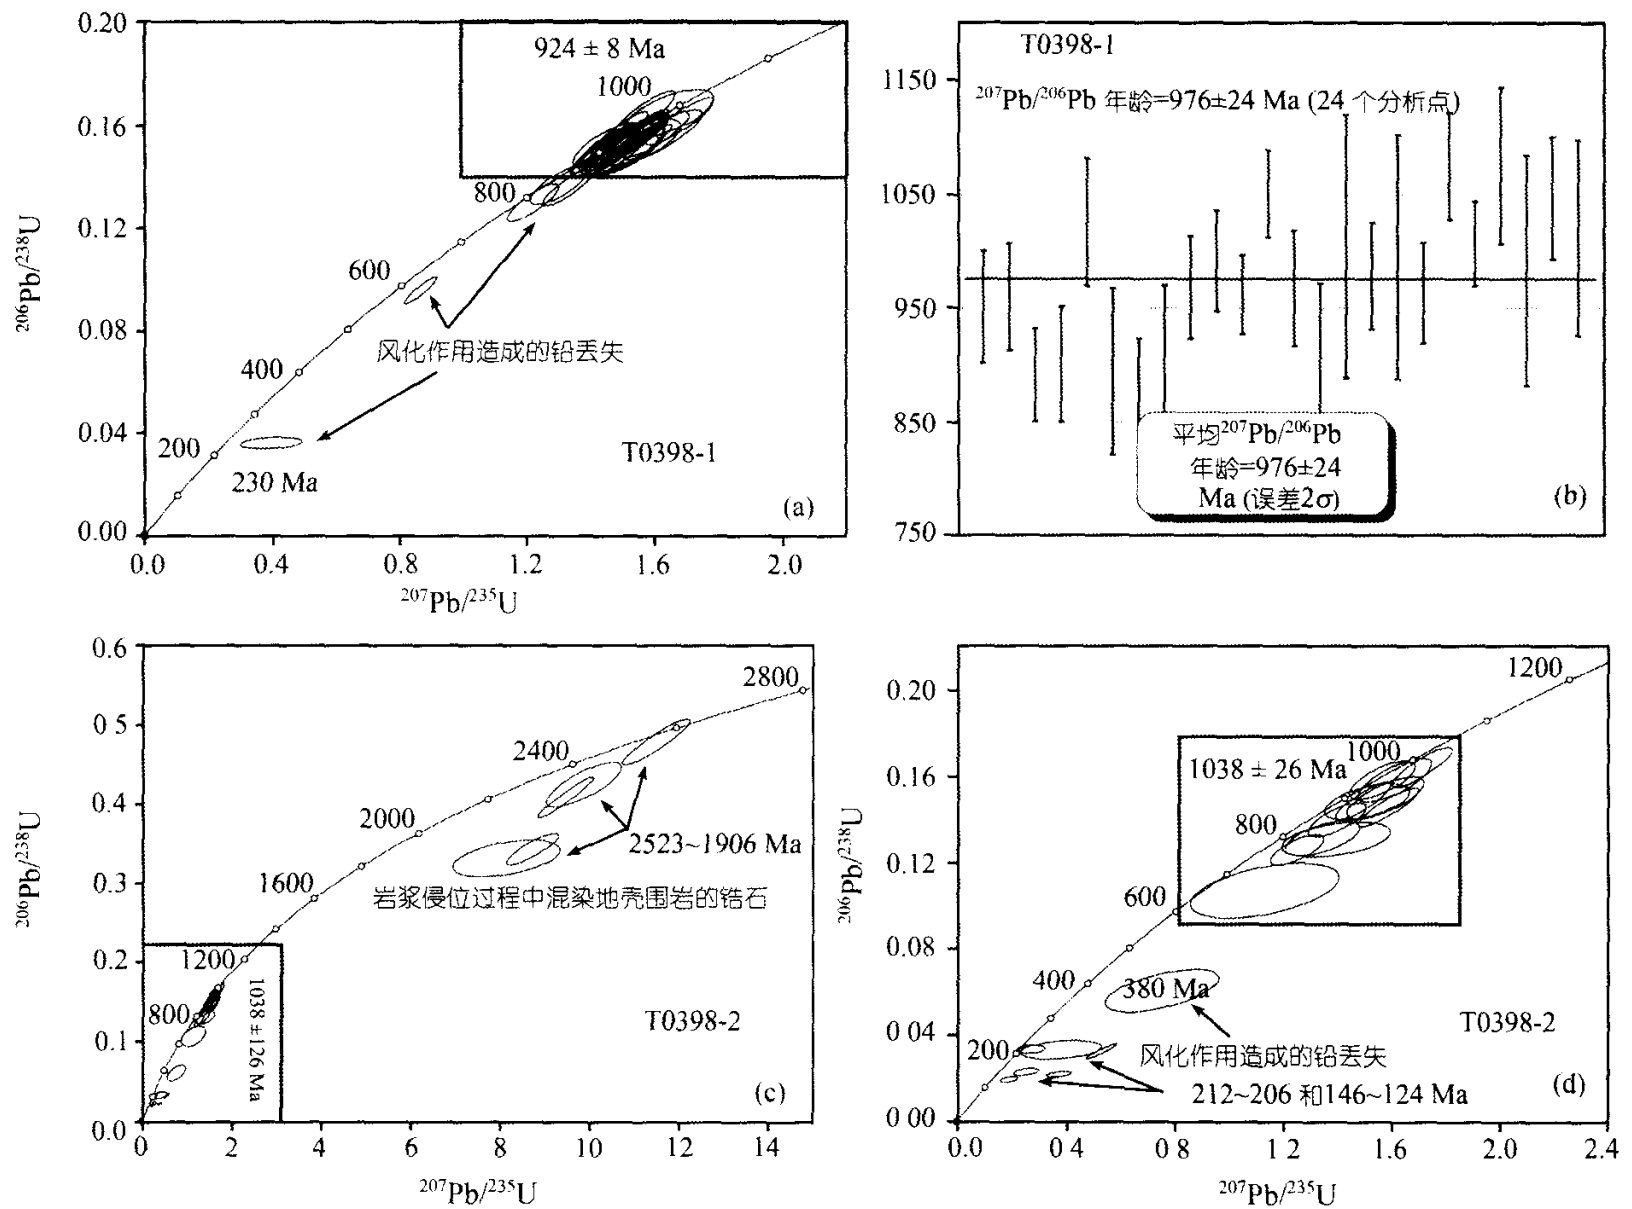 0.20
0.16
0.12
0.08
0.04
0.00
²⁰⁶Pb/²³⁸U
924 ± 8 Ma
1000
800
600
400
200
风化作用造成的铅丢失
230 Ma
T0398-1
(a)
0.0 0.4 0.8 1.2 1.6 2.0
²⁰⁷Pb/²³⁵U
T0398-1
²⁰⁷Pb/²⁰⁶Pb 年龄=976±24 Ma (24 个分析点)
1150
1050
950
850
750
平均²⁰⁷Pb/²⁰⁶Pb
年龄=976±24
Ma (误差2σ)
(b)
0.6
0 5
0.4
0.3
0.2
0.1
0.0
²⁰⁶Pb/²³⁸U
2800
2400
2000
1600
1200
800
2523~1906 Ma
岩浆侵位过程中混染地壳围岩的锆石
1038 ±126 Ma
T0398-2
(c)
0 2 4 6 8 10 12 14
²⁰⁷Pb/²³⁵U
0.20
0.16
0.12
0.08
0 04
0 00
²⁰⁶Pb/²³⁸U
1200
1000
1038 ± 26 Ma
800
600
400
380 Ma
200
T0398-2
风化作用造成的铅丢失
212~206 和146~124 Ma
(d)
0.0 0 4 0 8 1.2 1.6 2.0 2.4
²⁰⁷Pb/²³⁵U